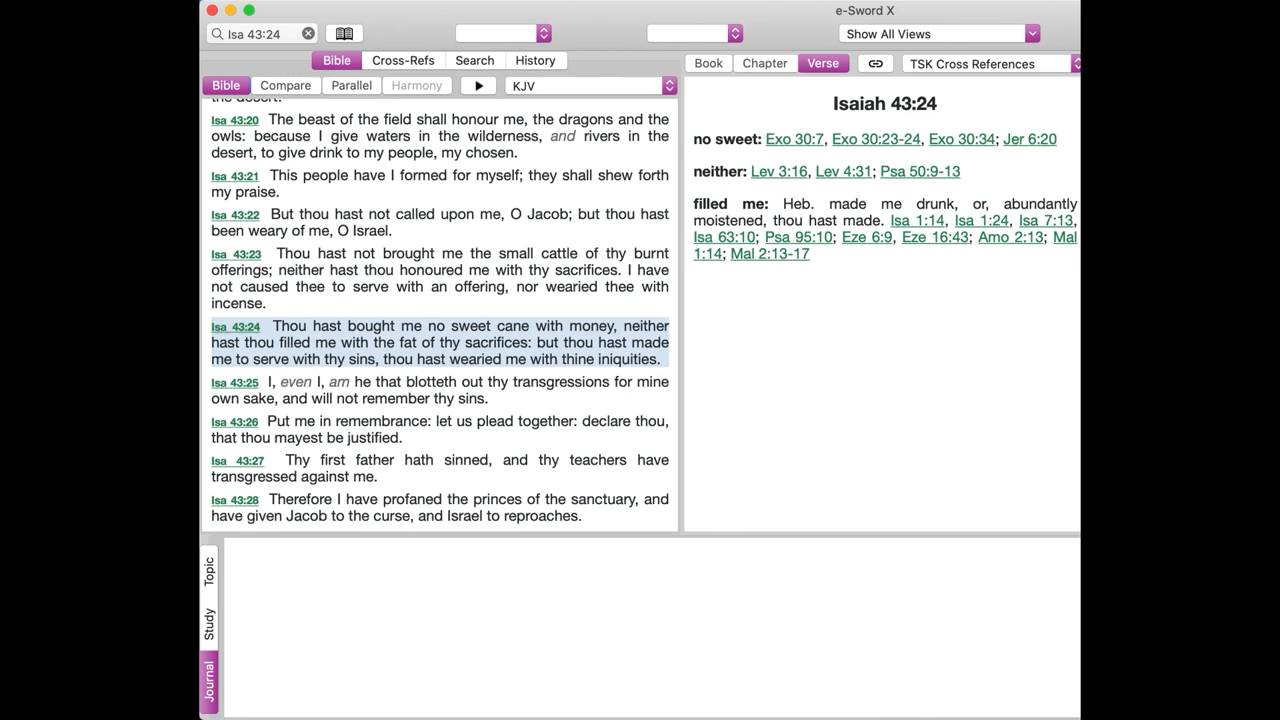 e-Sword X
Isa 43:24
Show All Views
Bible Cross-Refs Search History
Book Chapter Verse TSK Cross References
Bible Compare Parallel Harmony KJV
the desert.
Isa 43:20 The beast of the field shall honour me, the dragons and the
owls: because I give waters in the wilderness, and rivers in the
desert, to give drink to my people, my chosen.
Isa 43:21 This people have I formed for myself; they shall shew forth
my praise.
Isa 43:22 But thou hast not called upon me, O Jacob; but thou hast
been weary of me, O Israel.
Isa 43:23 Thou hast not brought me the small cattle of thy burnt
offerings; neither hast thou honoured me with thy sacrifices. I have
not caused thee to serve with an offering, nor wearied thee with
incense.
Isa 43:24 Thou hast bought me no sweet cane with money, neither
hast thou filled me with the fat of thy sacrifices: but thou hast made
me to serve with thy sins, thou hast wearied me with thine iniquities.
Isa 43:25 I, even I, am he that blotteth out thy transgressions for mine
own sake, and will not remember thy sins.
Isa 43:26 Put me in remembrance: let us plead together: declare thou,
that thou mayest be justified.
Isa 43:27 Thy first father hath sinned, and thy teachers have
transgressed against me.
Isa 43:28 Therefore I have profaned the princes of the sanctuary, and
have given Jacob to the curse, and Israel to reproaches.
Isaiah 43:24
no sweet: Exo 30:7, Exo 30:23-24, Exo 30:34; Jer 6:20
neither: Lev 3:16, Lev 4:31; Psa 50:9-13
filled me: Heb. made me drunk, or, abundantly
moistened, thou hast made. Isa 1:14, Isa 1:24, Isa 7:13,
Isa 63:10; Psa 95:10; Eze 6:9, Eze 16:43; Amo 2:13; Mal
1:14; Mal 2:13-17
Topic
Study
Journal